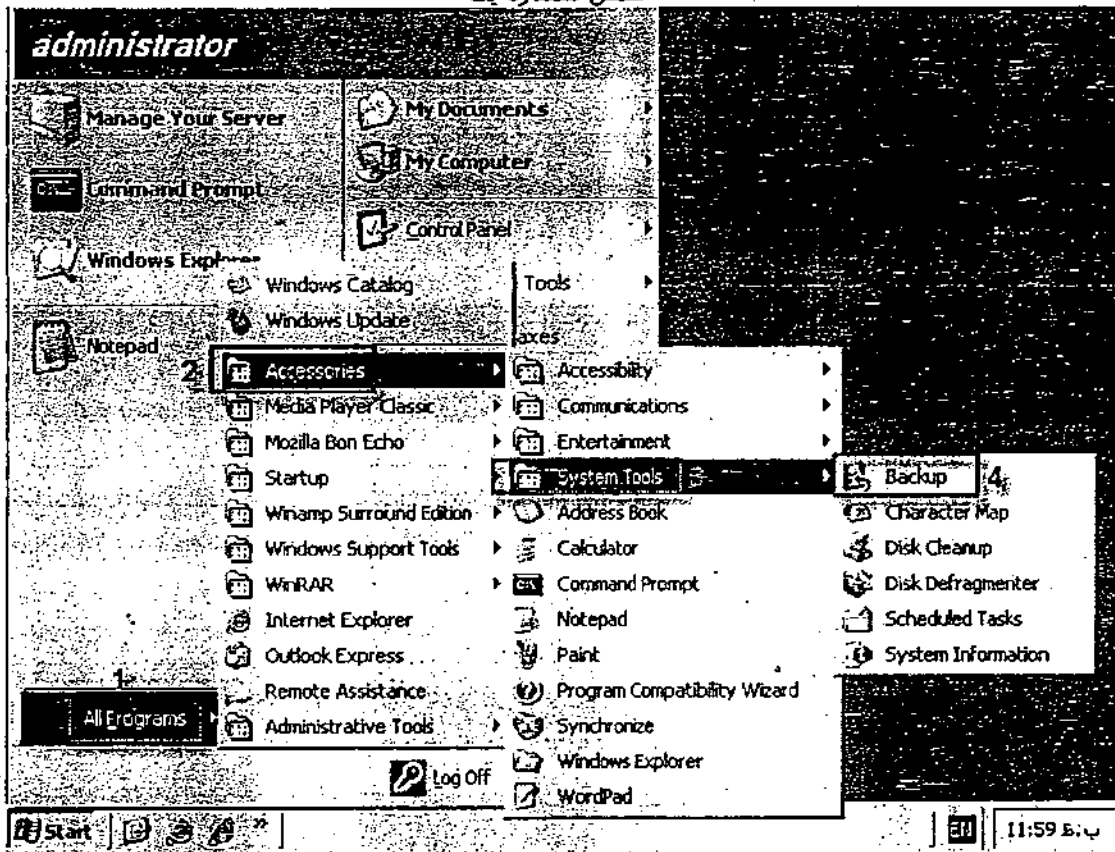 administrator
Manage Your Server
Command Prompt
Windows Explorer
Notepad
My Documents
My Computer
Control Panel
Tools
axes
Windows Catalog
Windows Update
2
Accessories
Media Player Classic
Mozilla Bon Echo
Startup
Winamp Surround Edition
Windows Support Tools
WinRAR
Internet Explorer
Outlook Express
Remote Assistance
Administrative Tools
1
All Programs
Accessibility
Communications
Entertainment
System Tools
Address Book
Calculator
Command Prompt
Notepad
Paint
Program Compatibility Wizard
Synchronize
Windows Explorer
WordPad
Backup 4
Character Map
Disk Cleanup
Disk Defragmenter
Scheduled Tasks
System Information
Log Off
Start
EN
11:59